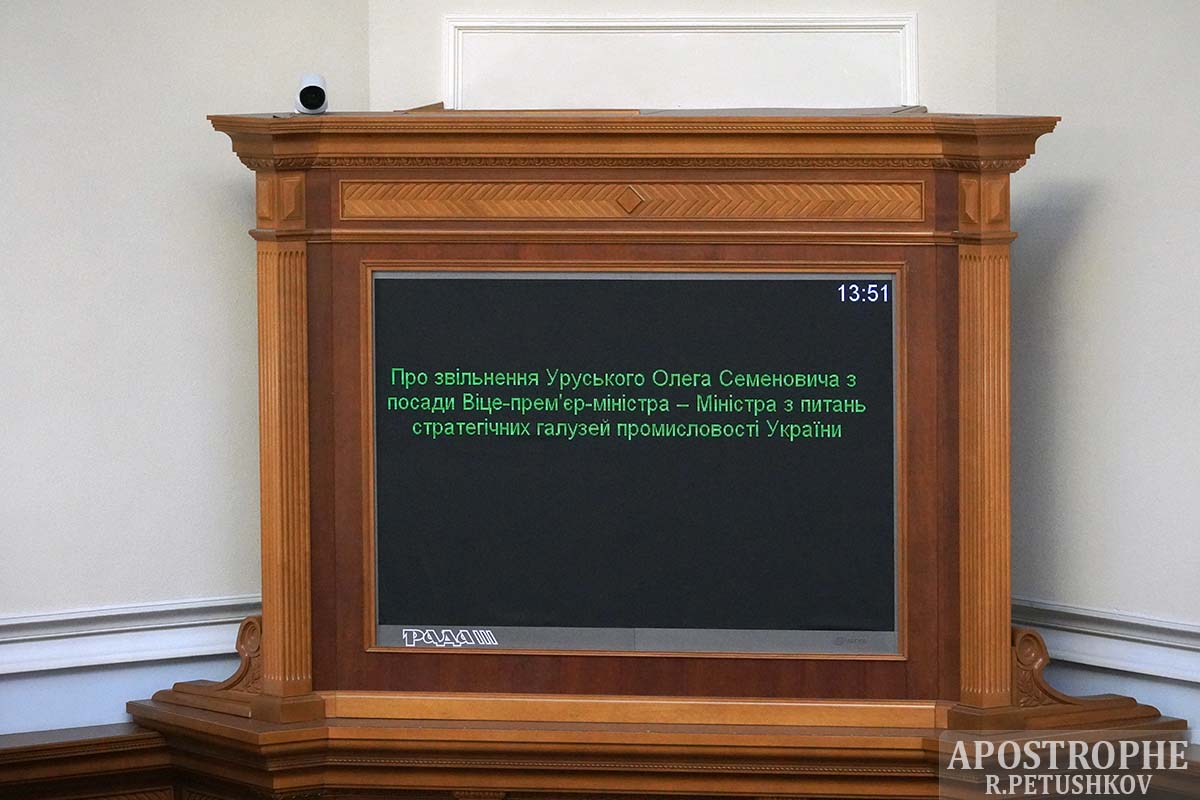 13:51
Про звільнення Уруського Олега Семеновича з
посади Віце-прем'єр-міністра – Міністра з питань
стратегічних галузей промисловості України
РАДА III
APOSTROPHE
R.PETUSHKOV